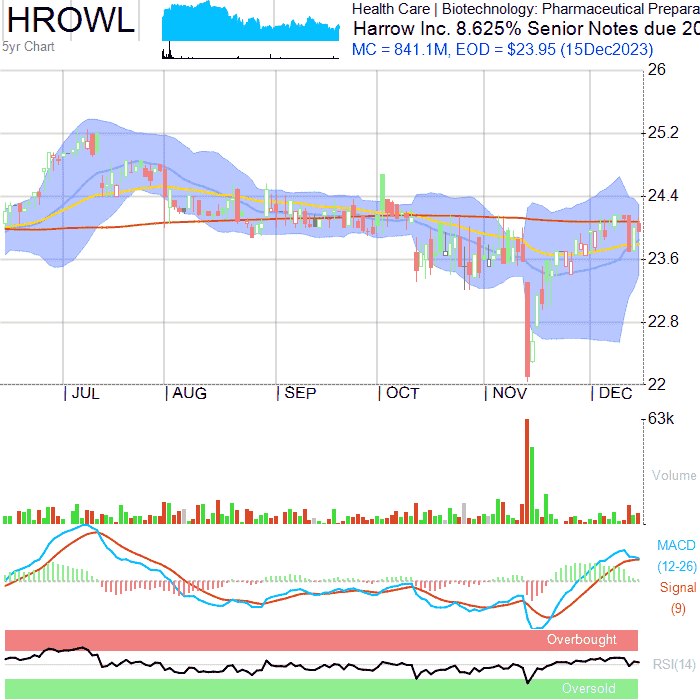 HROWL
5yr Chart
Health Care | Biotechnology: Pharmaceutical Prepara
Harrow Inc. 8.625% Senior Notes due 20
MC = 841.1M, EOD = $23.95 (15Dec2023)
26
25.2
24.4
23.6
22.8
22
JUL AUG SEP OCT NOV DEC
63k
Volume
MACD
(12-26)
Signal
(9)
Overbought
RSI(14)
Oversold